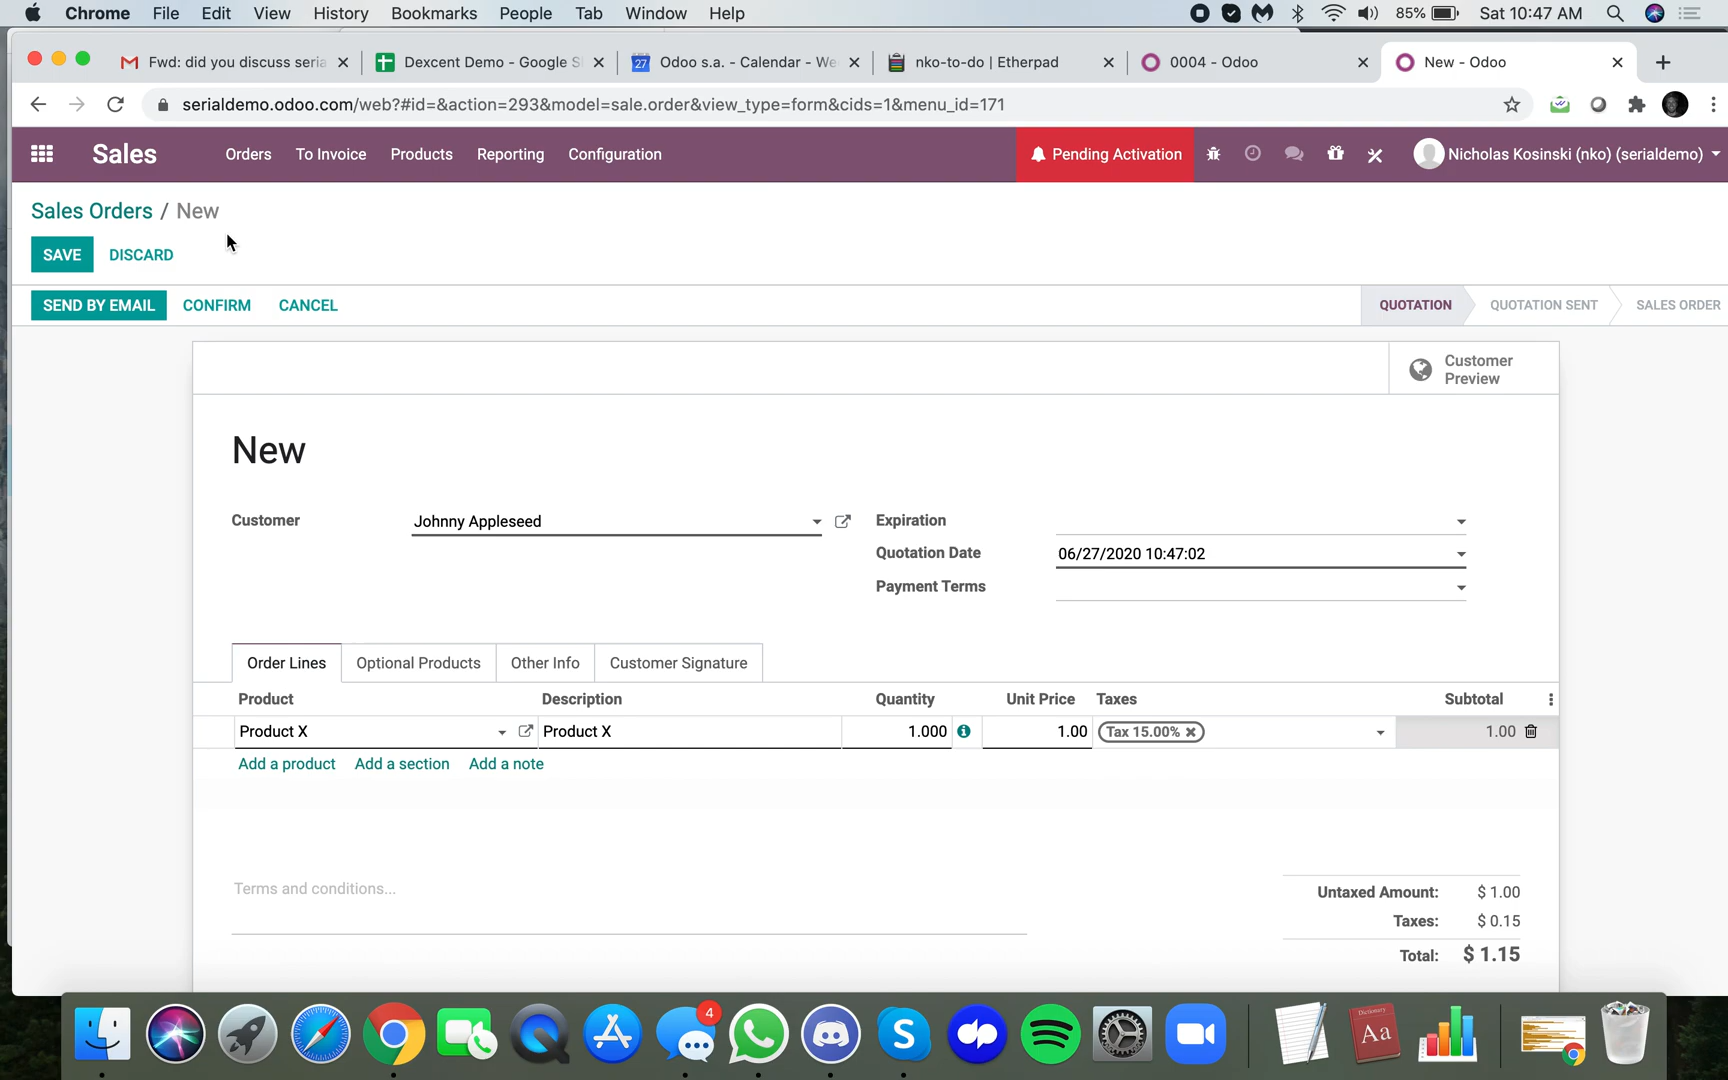 Chrome File Edit View History Bookmarks People Tab Window Help 85% Sat 10:47 AM
Fwd: did you discuss seria Dexcent Demo - Google S 27 Odoo s.a. - Calendar - We nko-to-do | Etherpad 0004 - Odoo New - Odoo
serialdemo.odoo.com/web?#id=&action=293&model=sale.order&view_type=form&cids=1&menu_id=171
Sales Orders To Invoice Products Reporting Configuration Pending Activation Nicholas Kosinski (nko) (serialdemo)
Sales Orders / New
SAVE DISCARD
SEND BY EMAIL CONFIRM CANCEL QUOTATION QUOTATION SENT SALES ORDER
Customer
Preview
New
Customer Johnny Appleseed Expiration
Quotation Date 06/27/2020 10:47:02
Payment Terms
Order Lines Optional Products Other Info Customer Signature
Product Description Quantity Unit Price Taxes Subtotal
Product X Product X 1.000 1.00 Tax 15.00% 1.00
Add a product Add a section Add a note
Terms and conditions...
Untaxed Amount: $ 1.00
Taxes: $ 0.15
Total: $ 1.15
4
Dictionary
Aa